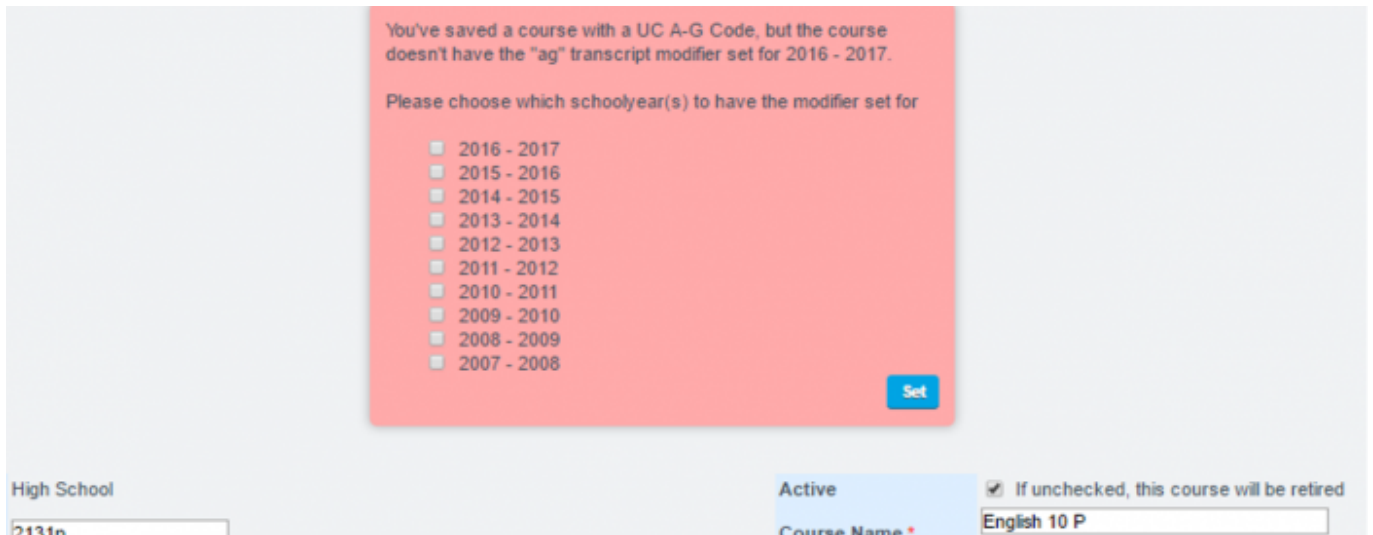 You've saved a course with a UC A-G Code, but the course
doesn't have the "ag" transcript modifier set for 2016 - 2017.
Please choose which schoolyear(s) to have the modifier set for
2016 - 2017
2015 - 2016
2014 - 2015
2013 - 2014
2012 - 2013
2011 - 2012
2010 - 2011
2009 - 2010
2008 - 2009
2007 - 2008
Set
High School
Active
If unchecked, this course will be retired
2131p
Course Name *
English 10 P